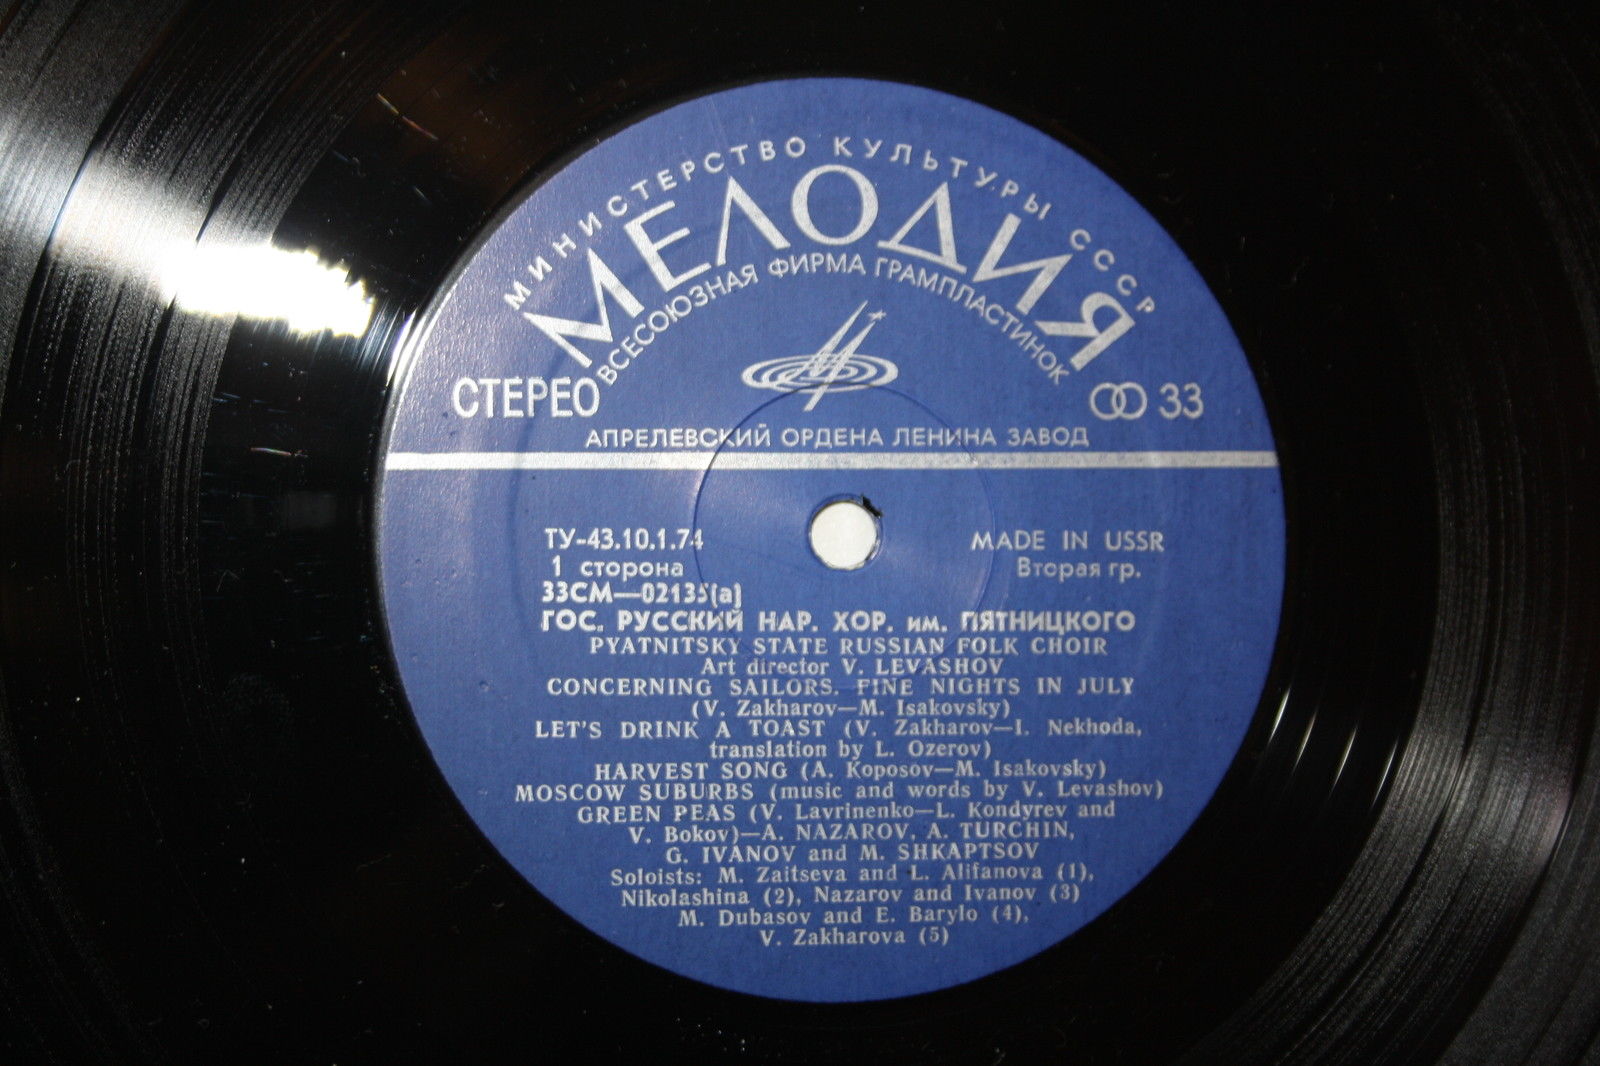 МИНИСТЕРСТВО КУЛЬТУРЫ СССР
МЕЛОДИЯ
ВСЕСОЮЗНАЯ ФИРМА ГРАМПЛАСТИНОК
СТЕРЕО 33
АПРЕЛЕВСКИЙ ОРДЕНА ЛЕНИНА ЗАВОД
ТУ-43.10.1.74 MADE IN USSR
1 сторона Вторая гр.
33СМ—02135(а)
ГОС. РУССКИЙ НАР. ХОР. им. ПЯТНИЦКОГО
PYATNITSKY STATE RUSSIAN FOLK CHOIR
Art director V. LEVASHOV
CONCERNING SAILORS. FINE NIGHTS IN JULY
(V. Zakharov—M. Isakovsky)
LET'S DRINK A TOAST (V. Zakharov—I. Nekhoda,
translation by L. Ozerov)
HARVEST SONG (A. Koposov—M. Isakovsky)
MOSCOW SUBURBS (music and words by V. Levashov)
GREEN PEAS (V. Lavrinenko—L. Kondyrev and
V. Bokov)—A. NAZAROV, A. TURCHIN,
G. IVANOV and M. SHKAPTSOV
Soloists: M. Zaitseva and L. Alifanova (1),
Nikolashina (2), Nazarov and Ivanov (3)
M. Dubasov and E. Barylo (4),
V. Zakharova (5)